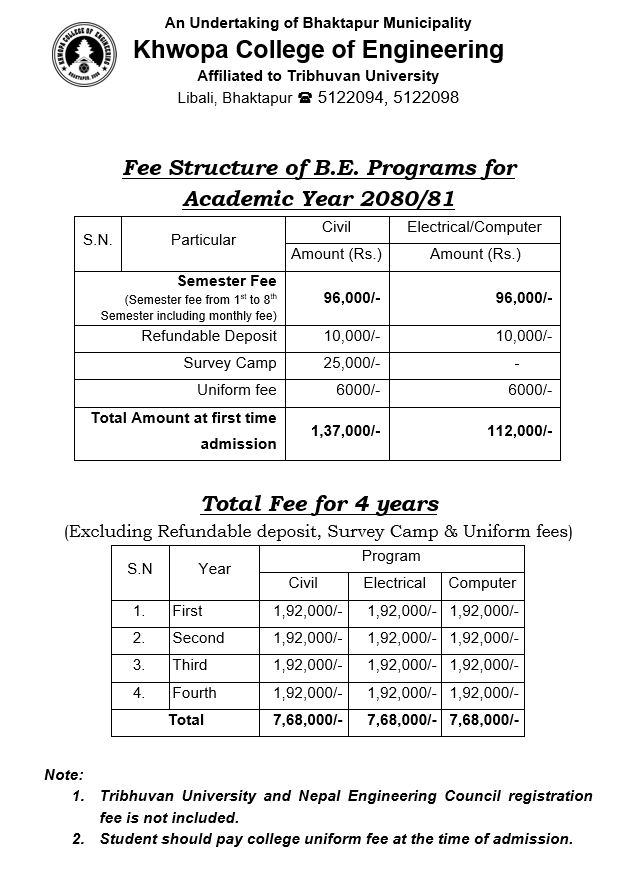 An Undertaking of Bhaktapur Municipality
KHWOPA COLLEGE OF ENGINEERING
Khwopa College of Engineering
Affiliated to Tribhuvan University
Libali, Bhaktapur ☎ 5122094, 5122098
Fee Structure of B.E. Programs for
Academic Year 2080/81
S.N. Particular Civil Electrical/Computer
Amount (Rs.) Amount (Rs.)
Semester Fee
(Semester fee from 1st to 8th
Semester including monthly fee) 96,000/- 96,000/-
Refundable Deposit 10,000/- 10,000/-
Survey Camp 25,000/- -
Uniform fee 6000/- 6000/-
Total Amount at first time
admission 1,37,000/- 112,000/-
Total Fee for 4 years
(Excluding Refundable deposit, Survey Camp & Uniform fees)
S.N Year Program
Civil Electrical Computer
1. First 1,92,000/- 1,92,000/- 1,92,000/-
2. Second 1,92,000/- 1,92,000/- 1,92,000/-
3. Third 1,92,000/- 1,92,000/- 1,92,000/-
4. Fourth 1,92,000/- 1,92,000/- 1,92,000/-
Total 7,68,000/- 7,68,000/- 7,68,000/-
Note:
1. Tribhuvan University and Nepal Engineering Council registration
fee is not included.
2. Student should pay college uniform fee at the time of admission.